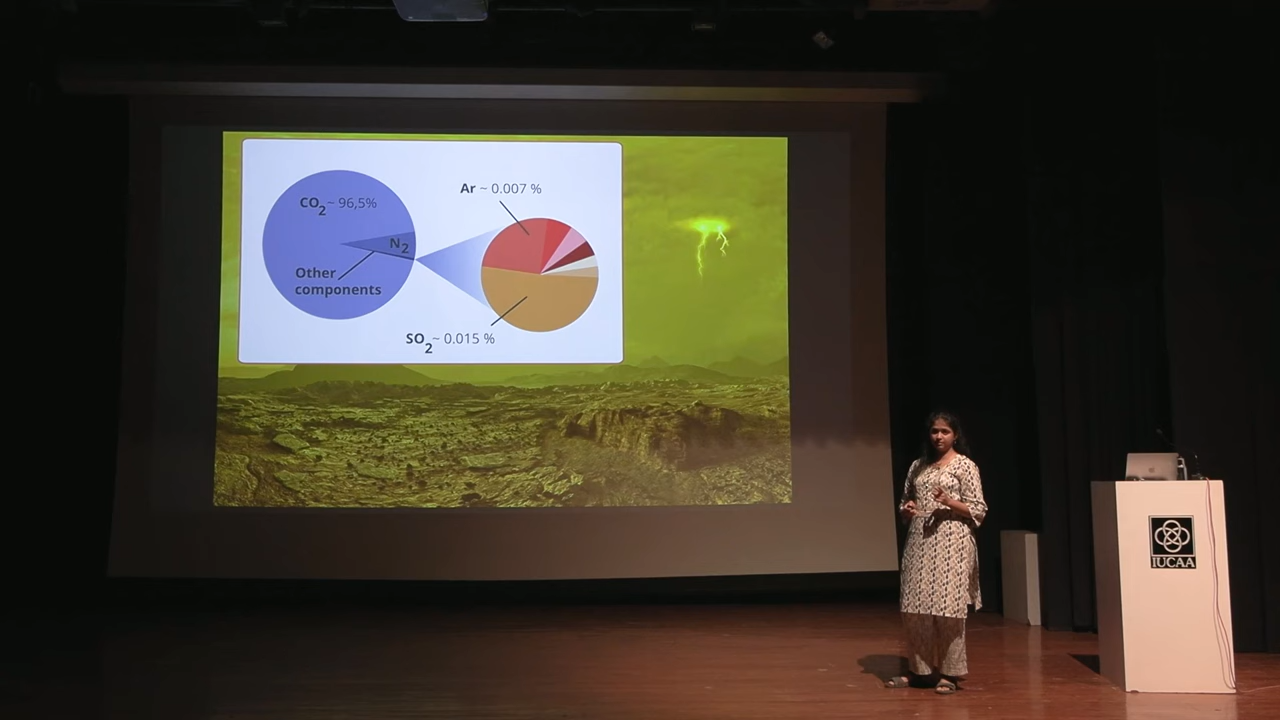 CO2 ~ 96,5%
N2
Other
components
Ar ~ 0.007 %
SO2 ~ 0.015 %
IUCAA